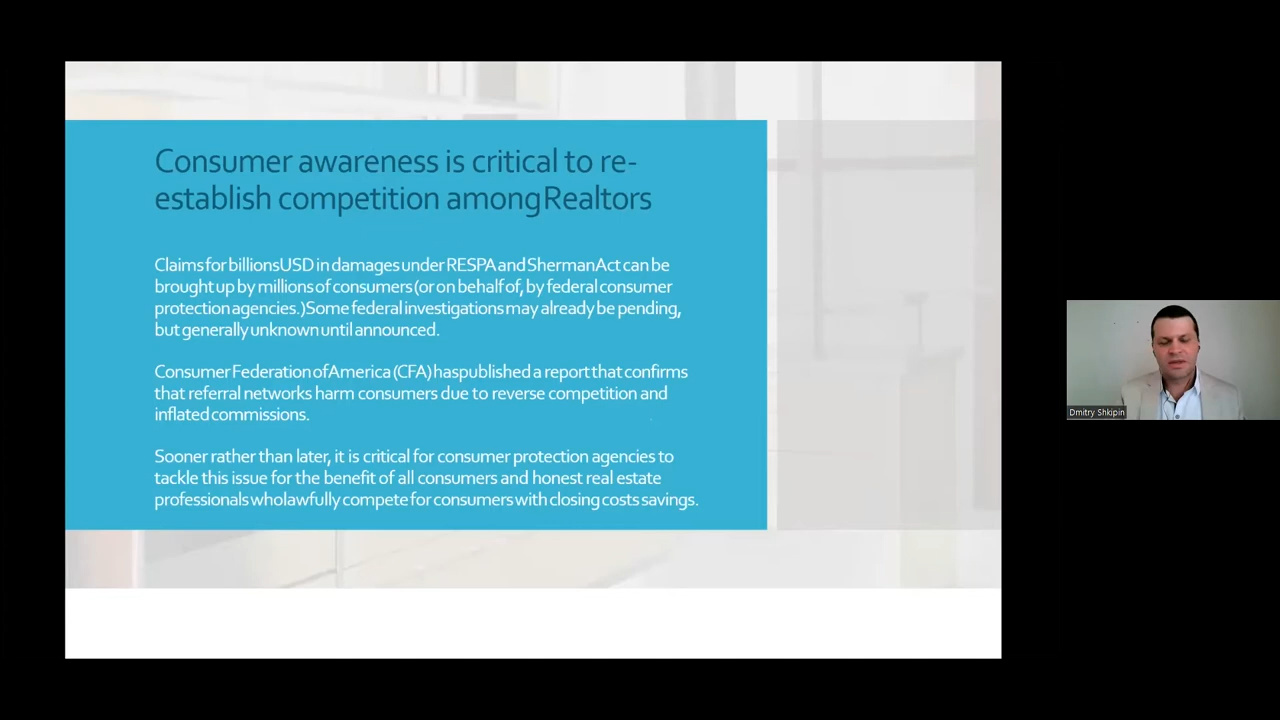 Consumer awareness is critical to re-
establish competition among Realtors
Claims for billions USD in damages under RESPA and Sherman Act can be
brought up by millions of consumers (or on behalf of, by federal consumer
protection agencies.) Some federal investigations may already be pending,
but generally unknown until announced.
Consumer Federation of America (CFA) has published a report that confirms
that referral networks harm consumers due to reverse competition and
inflated commissions.
Sooner rather than later, it is critical for consumer protection agencies to
tackle this issue for the benefit of all consumers and honest real estate
professionals who lawfully compete for consumers with closing costs savings.
Dmitry Shkipin